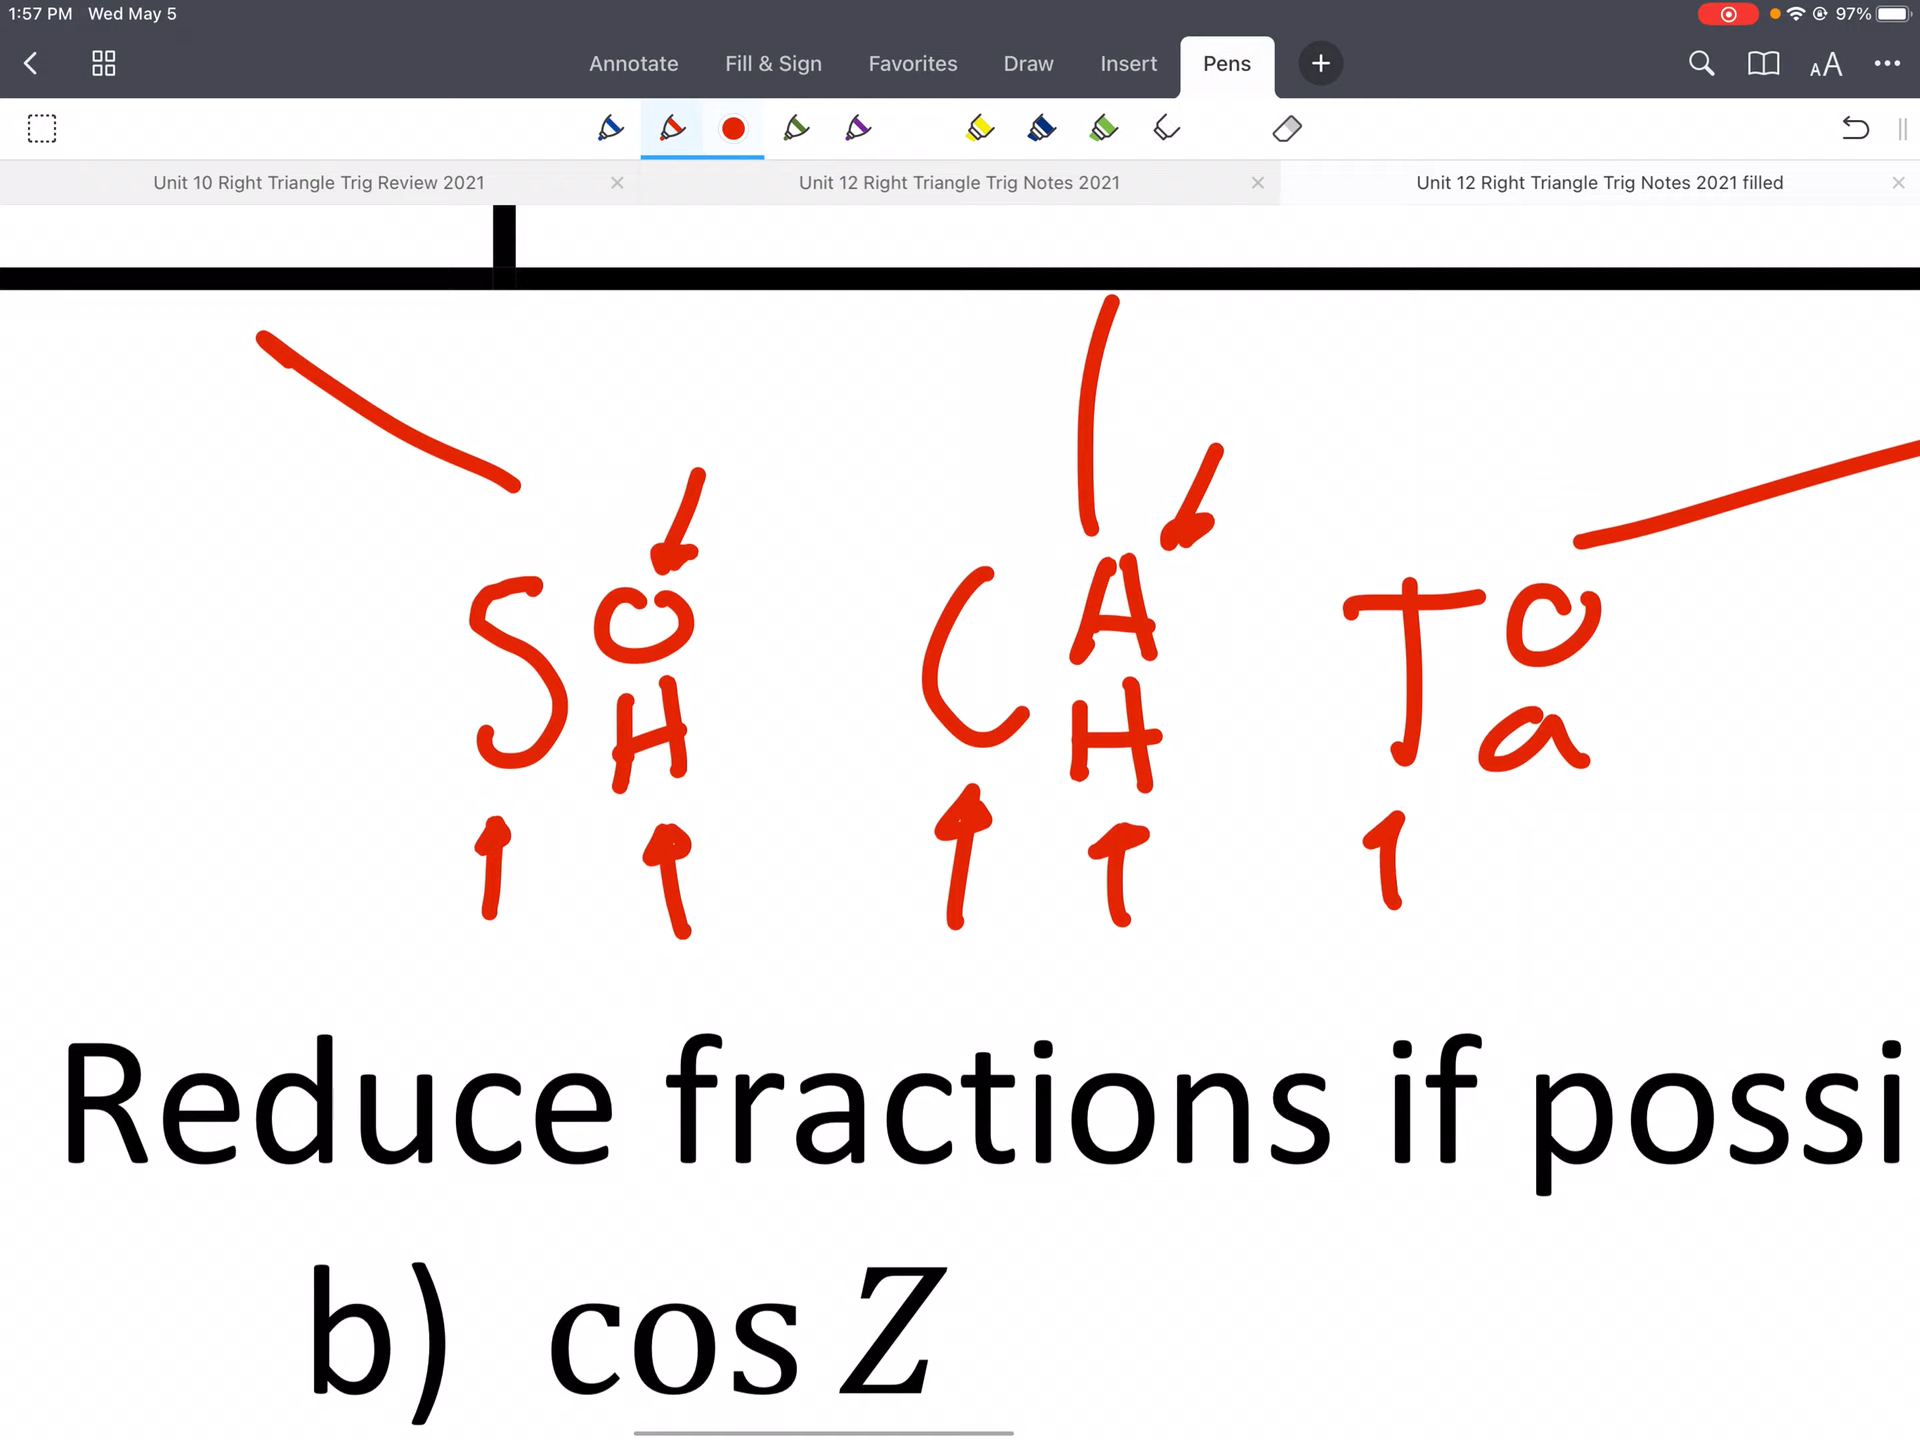 1:57 PM Wed May 5 97%
Annotate Fill & Sign Favorites Draw Insert Pens +
AA
Unit 10 Right Triangle Trig Review 2021 × Unit 12 Right Triangle Trig Notes 2021 × Unit 12 Right Triangle Trig Notes 2021 filled ×
S O C A T O
H H a
Reduce fractions if possi
b) cos Z